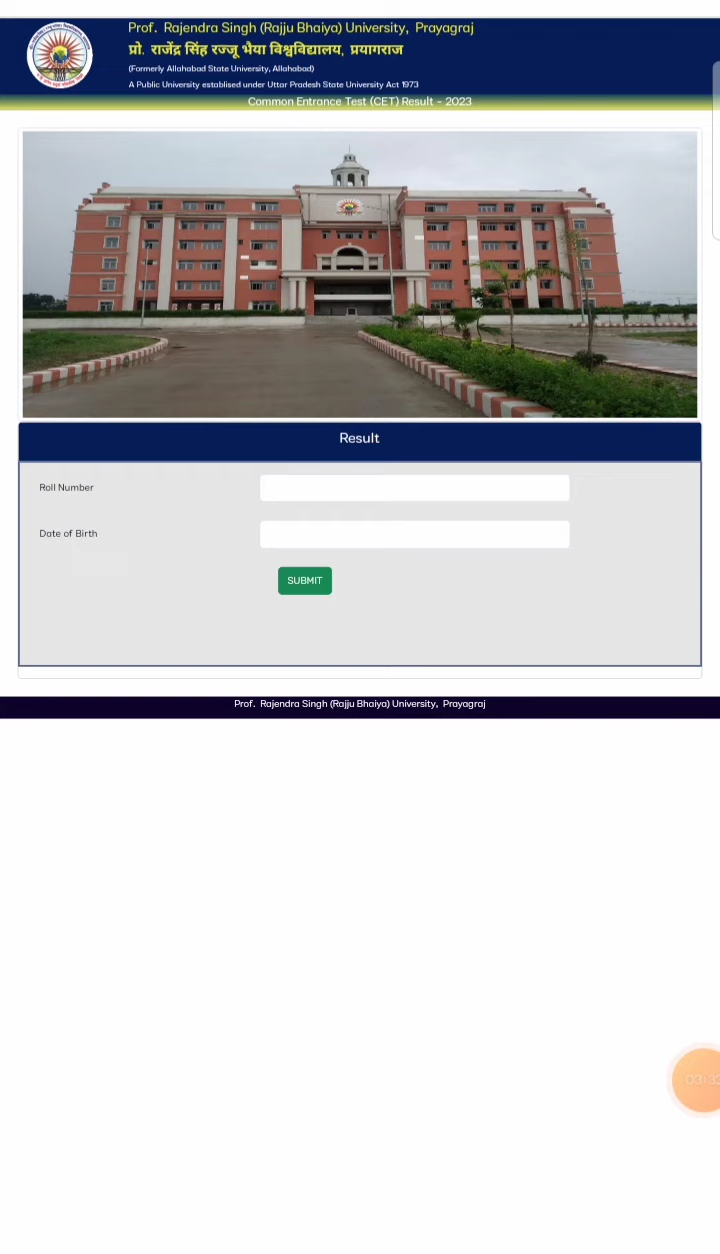 Prof. Rajendra Singh (Rajju Bhaiya) University, Prayagraj
प्रो. राजेंद्र सिंह रज्जू भैया विश्वविद्यालय, प्रयागराज
(Formerly Allahabad State University, Allahabad)
A Public University establised under Uttar Pradesh State University Act 1973
Common Entrance Test (CET) Result - 2023
Result
Roll Number
Date of Birth
SUBMIT
Prof. Rajendra Singh (Rajju Bhaiya) University, Prayagraj